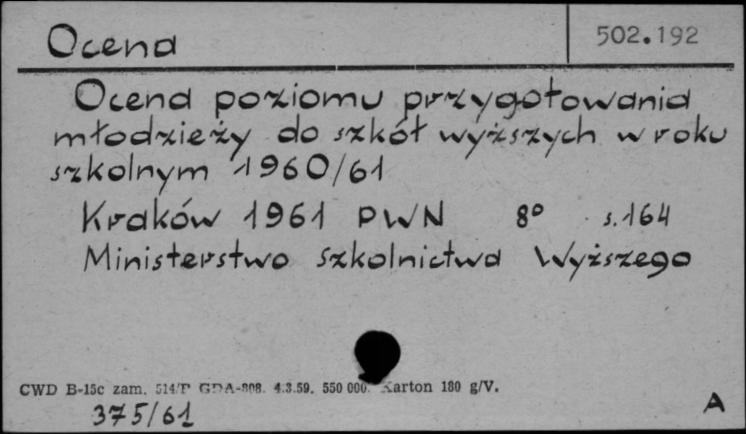 Ocena 502.192
Ocena poziomu przygotowania
młodzieży do szkół wyższych w roku
szkolnym 1960/61
Kraków 1961 PWN 8° s.164
Ministerstwo Szkolnictwa Wyższego
CWD B-15c zam. 514/P GDA-808. 4.3.59. 550 000. Karton 180 g/V.
375/61 A